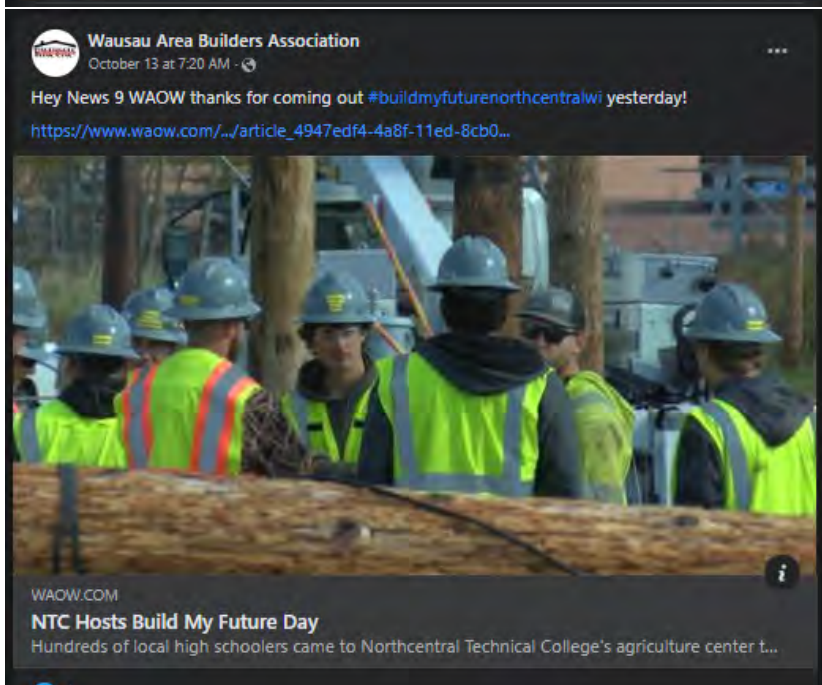 Wausau Area Builders Association
October 13 at 7:20 AM ·
Hey News 9 WAOW thanks for coming out #buildmyfuturenorthcentralwi yesterday!
https://www.waow.com/.../article_4947edf4-4a8f-11ed-8cb0...
WAOW.COM
NTC Hosts Build My Future Day
Hundreds of local high schoolers came to Northcentral Technical College's agriculture center t...